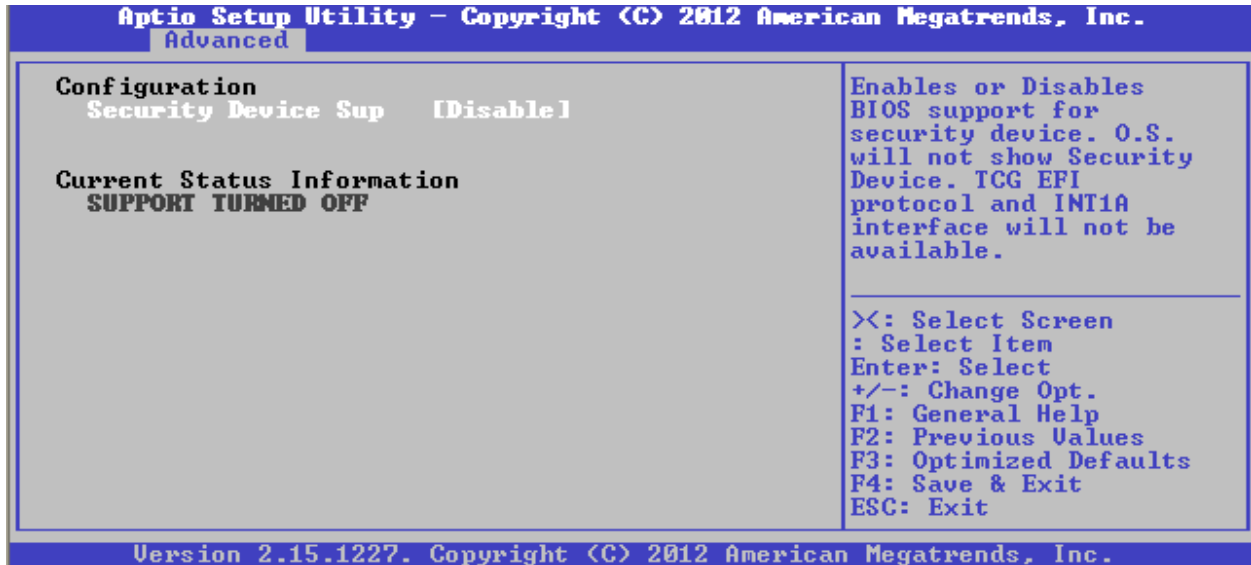 Aptio Setup Utility – Copyright (C) 2012 American Megatrends, Inc.
Advanced
Configuration
Security Device Sup [Disable]
Current Status Information
SUPPORT TURNED OFF
Enables or Disables
BIOS support for
security device. O.S.
will not show Security
Device. TCG EFI
protocol and INT1A
interface will not be
available.
><: Select Screen
: Select Item
Enter: Select
+/-: Change Opt.
F1: General Help
F2: Previous Values
F3: Optimized Defaults
F4: Save & Exit
ESC: Exit
Version 2.15.1227. Copyright (C) 2012 American Megatrends, Inc.